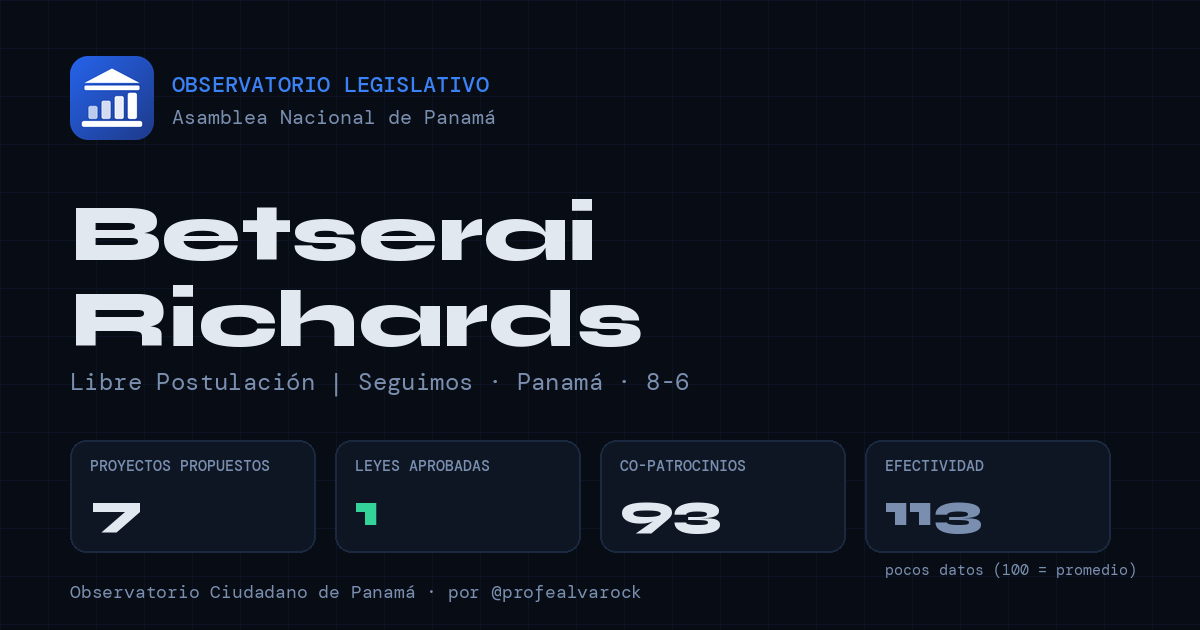 OBSERVATORIO LEGISLATIVO
Asamblea Nacional de Panamá
Betserai
Richards
Libre Postulación | Seguimos · Panamá · 8-6
PROYECTOS PROPUESTOS
7
LEYES APROBADAS
1
CO-PATROCINIOS
93
EFECTIVIDAD
113
pocos datos (100 = promedio)
Observatorio Ciudadano de Panamá · por @profealvarock